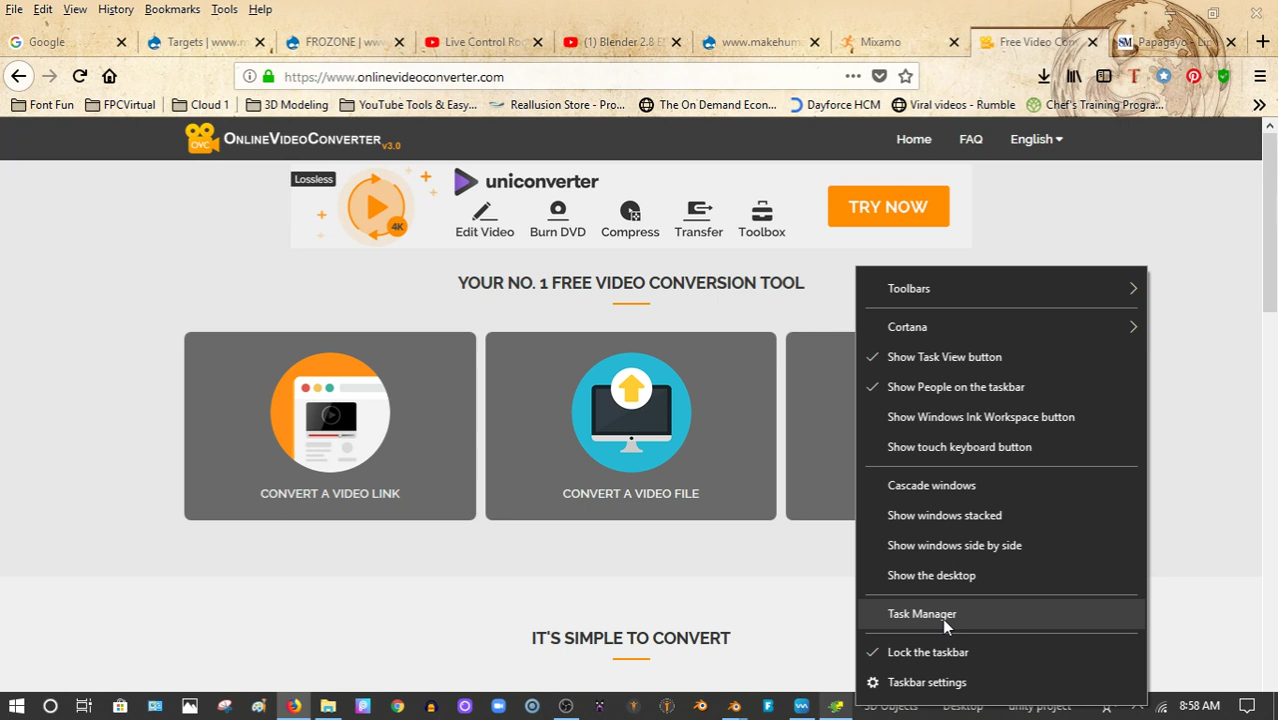 File Edit View History Bookmarks Tools Help
Google Targets | www.m FROZONE | www. Live Control Roo (1) Blender 2.8 E www.makehum Mixamo Free Video Con SM Papagayo - Lip
https://www.onlinevideoconverter.com
Font Fun FPCVirtual Cloud 1 3D Modeling YouTube Tools & Easy... Reallusion Store - Pro... The On Demand Econ... Dayforce HCM Viral videos - Rumble Chef's Training Progra...
OVC ONLINEVIDEOCONVERTER v3.0 Home FAQ English
Lossless
4K
uniconverter
Edit Video Burn DVD Compress Transfer Toolbox
TRY NOW
YOUR NO. 1 FREE VIDEO CONVERSION TOOL
CONVERT A VIDEO LINK
CONVERT A VIDEO FILE
IT'S SIMPLE TO CONVERT
Toolbars
Cortana
Show Task View button
Show People on the taskbar
Show Windows Ink Workspace button
Show touch keyboard button
Cascade windows
Show windows stacked
Show windows side by side
Show the desktop
Task Manager
Lock the taskbar
Taskbar settings
3D Objects Desktop unity project 8:58 AM